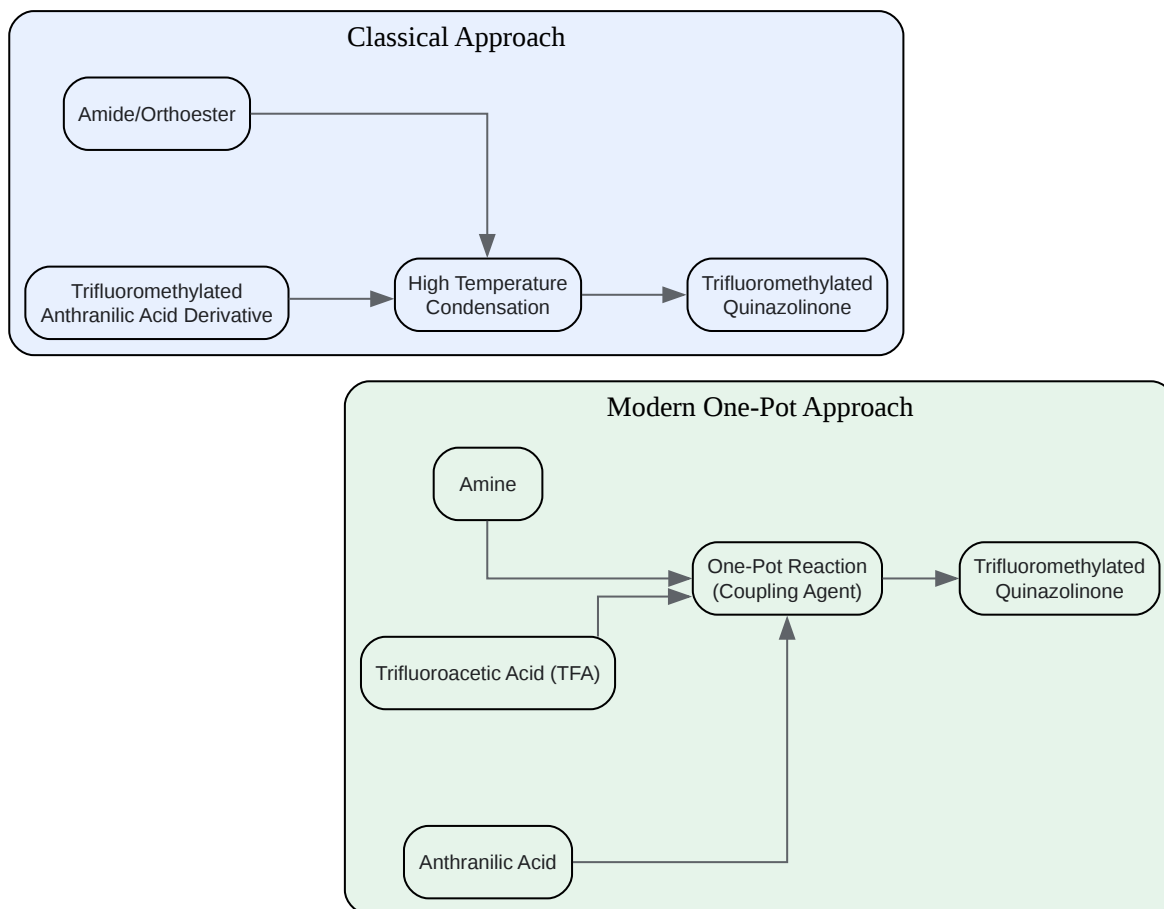 Classical Approach
Amide/Orthoester
Trifluoromethylated
Anthranilic Acid Derivative
High Temperature
Condensation
Trifluoromethylated
Quinazolinone
Modern One-Pot Approach
Amine
Trifluoroacetic Acid (TFA)
Anthranilic Acid
One-Pot Reaction
(Coupling Agent)
Trifluoromethylated
Quinazolinone